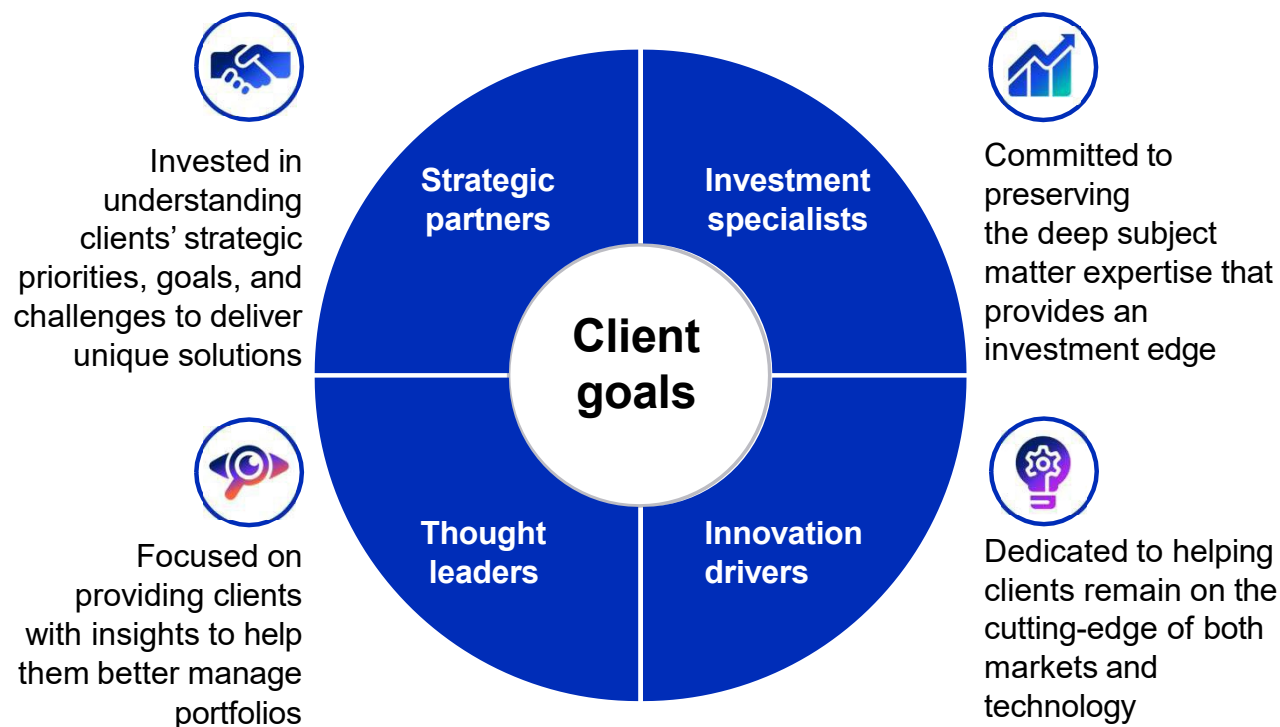 Invested in
understanding
clients’ strategic
priorities, goals, and
challenges to deliver
unique solutions
Strategic
partners
Investment
specialists
Committed to
preserving
the deep subject
matter expertise that
provides an
investment edge
Client
goals
Focused on
providing clients
with insights to help
them better manage
portfolios
Thought
leaders
Innovation
drivers
Dedicated to helping
clients remain on the
cutting-edge of both
markets and
technology